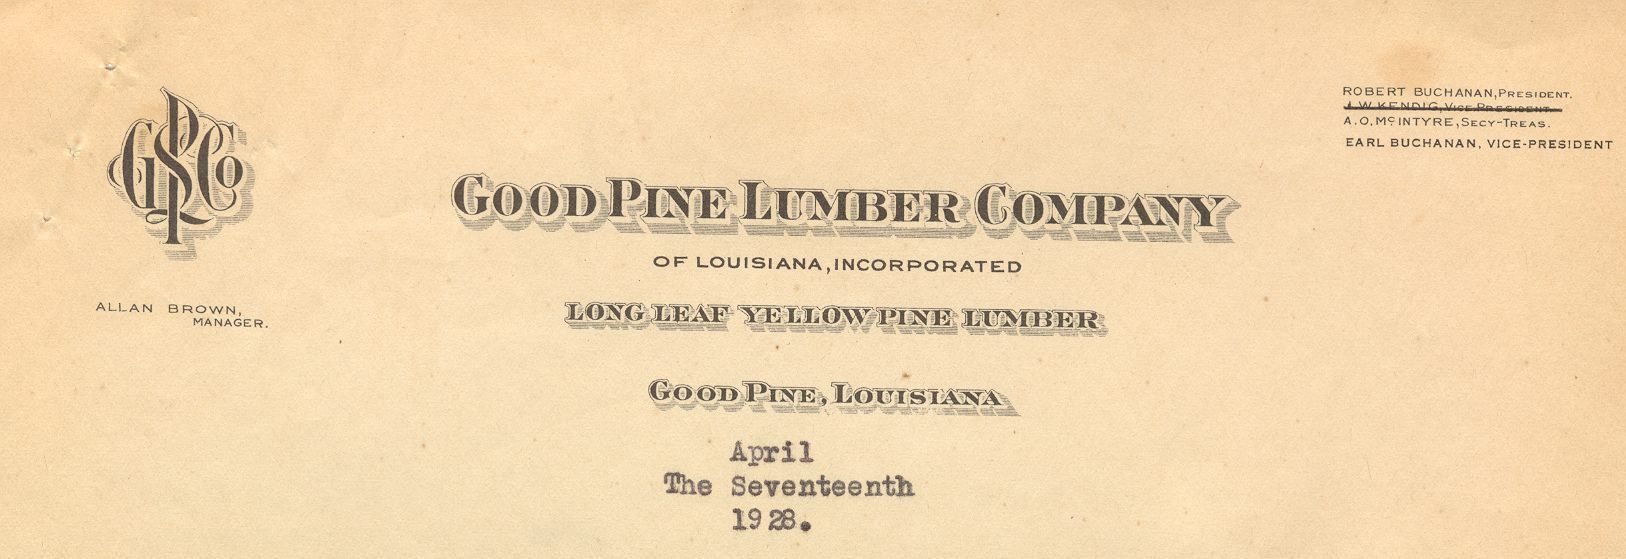 GPLCo
ROBERT BUCHANAN, PRESIDENT.
J. W. KENDIG, VICE PRESIDENT.
A. O. McINTYRE, SECY-TREAS.
EARL BUCHANAN, VICE-PRESIDENT
GOOD PINE LUMBER COMPANY
OF LOUISIANA, INCORPORATED
ALLAN BROWN,
MANAGER.
LONG LEAF YELLOW PINE LUMBER
GOOD PINE, LOUISIANA
April
The Seventeenth
1928.